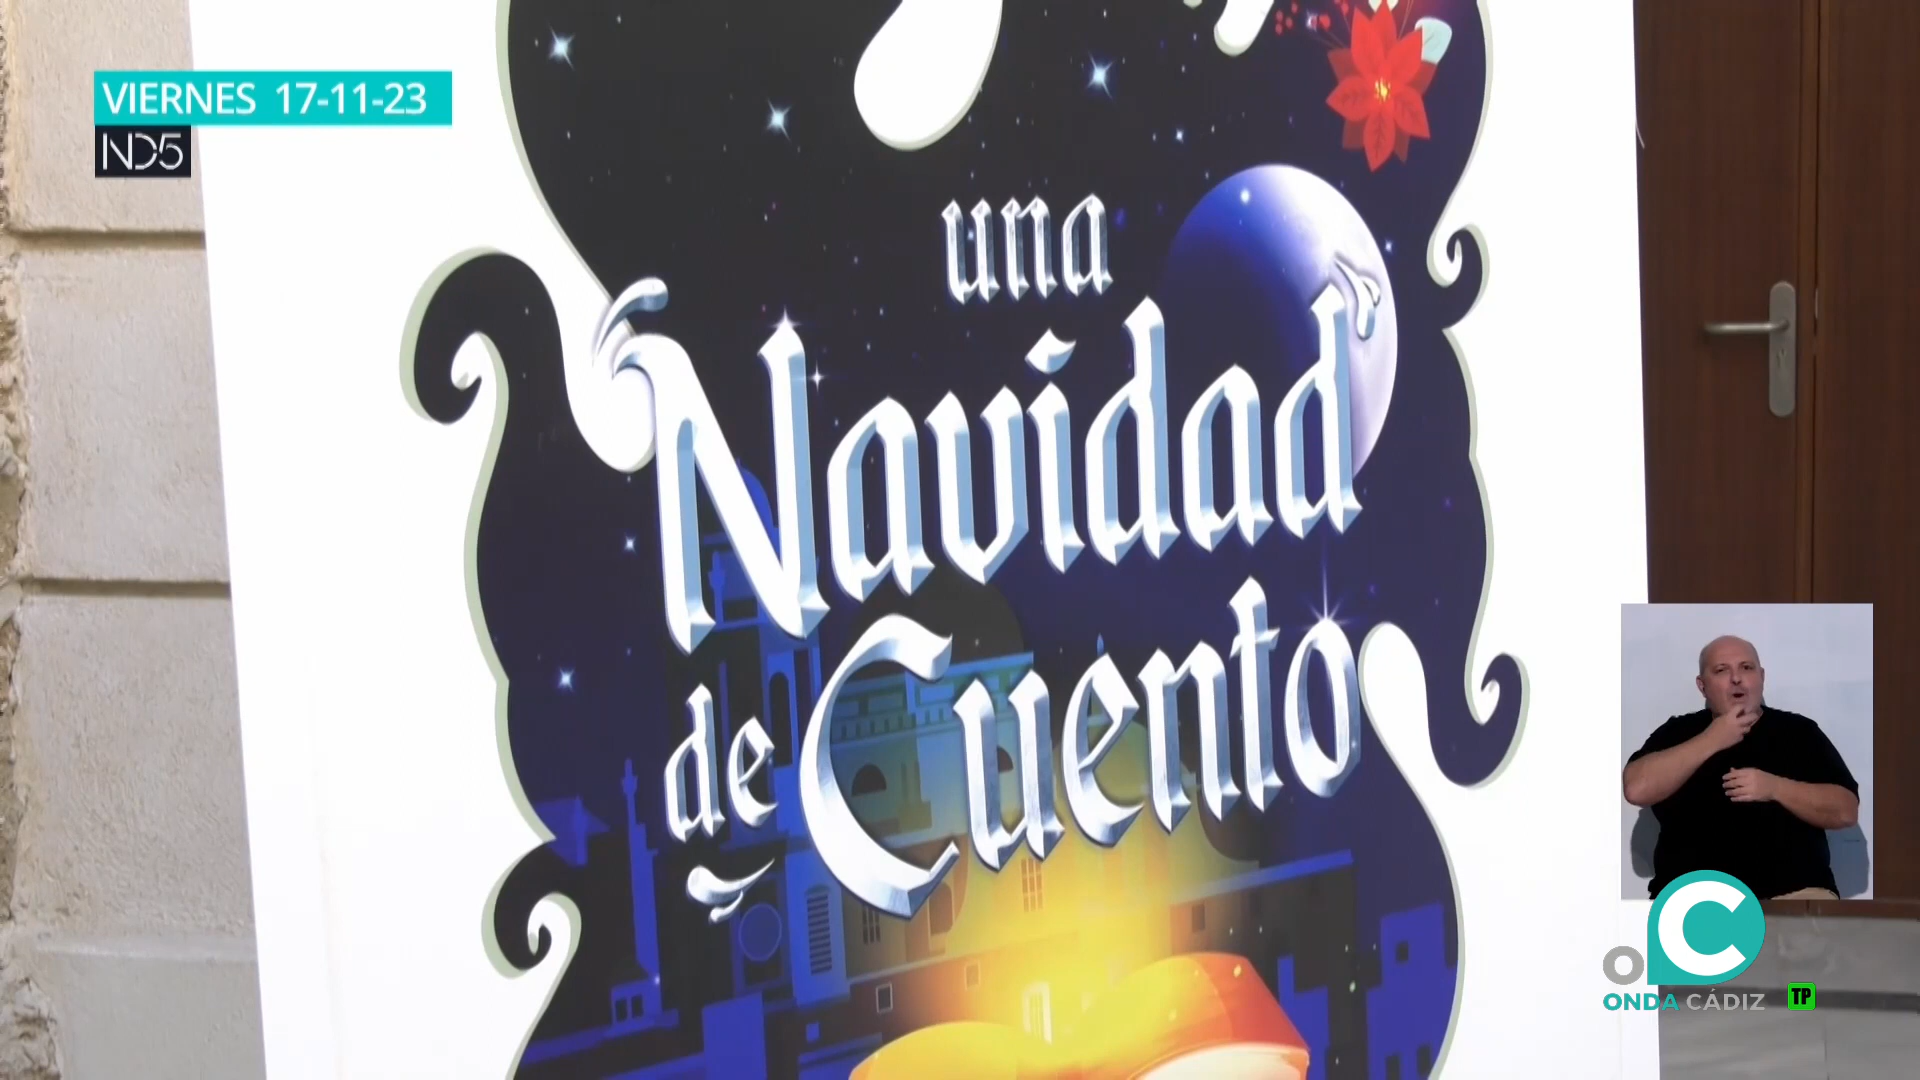 VIERNES 17-11-23
ND5
una
Navidad
de Cuento
ONDA CÁDIZ
TP